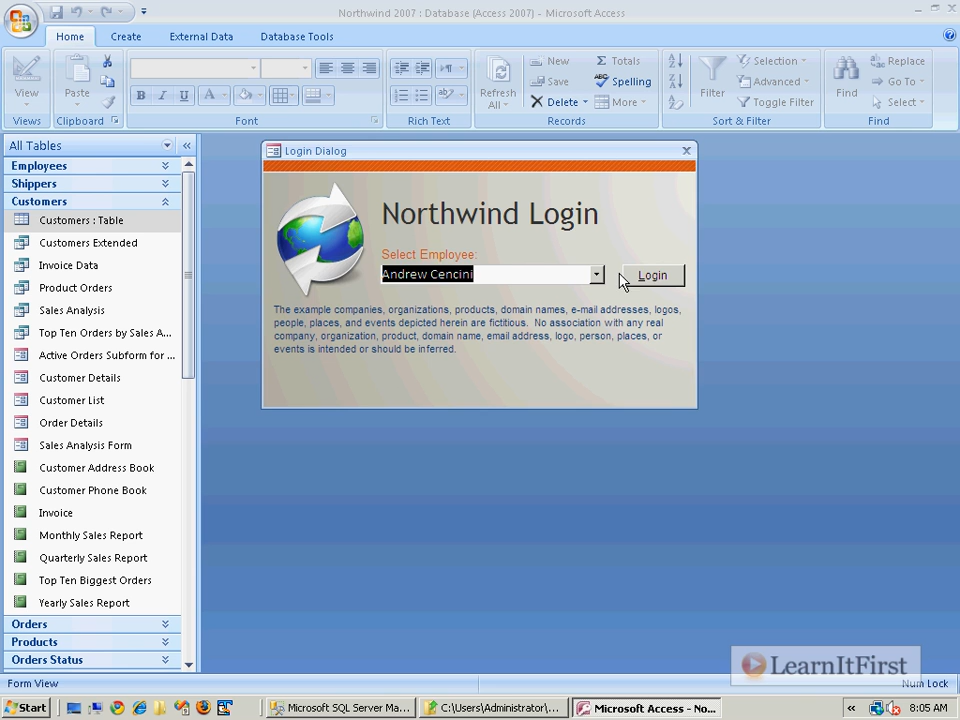 Northwind 2007 : Database (Access 2007) - Microsoft Access
Home
Create
External Data
Database Tools
View
Views
Paste
Clipboard
B I U A
Font
Rich Text
Refresh
All
New
Save
Delete
Σ Totals
ABC Spelling
More
Records
Filter
Selection
Advanced
Toggle Filter
Sort & Filter
Find
Replace
Go To
Select
Find
All Tables
«
Employees
Shippers
Customers
Customers : Table
Customers Extended
Invoice Data
Product Orders
Sales Analysis
Top Ten Orders by Sales A...
Active Orders Subform for ...
Customer Details
Customer List
Order Details
Sales Analysis Form
Customer Address Book
Customer Phone Book
Invoice
Monthly Sales Report
Quarterly Sales Report
Top Ten Biggest Orders
Yearly Sales Report
Orders
Products
Orders Status
Login Dialog
Northwind Login
Select Employee:
Andrew Cencini
Login
The example companies, organizations, products, domain names, e-mail addresses, logos,
people, places, and events depicted herein are fictitious. No association with any real
company, organization, product, domain name, email address, logo, person, places, or
events is intended or should be inferred.
LearnItFirst
Form View
Num Lock
Start
Microsoft SQL Server Ma...
C:\Users\Administrator\...
Microsoft Access - No...
«
8:05 AM